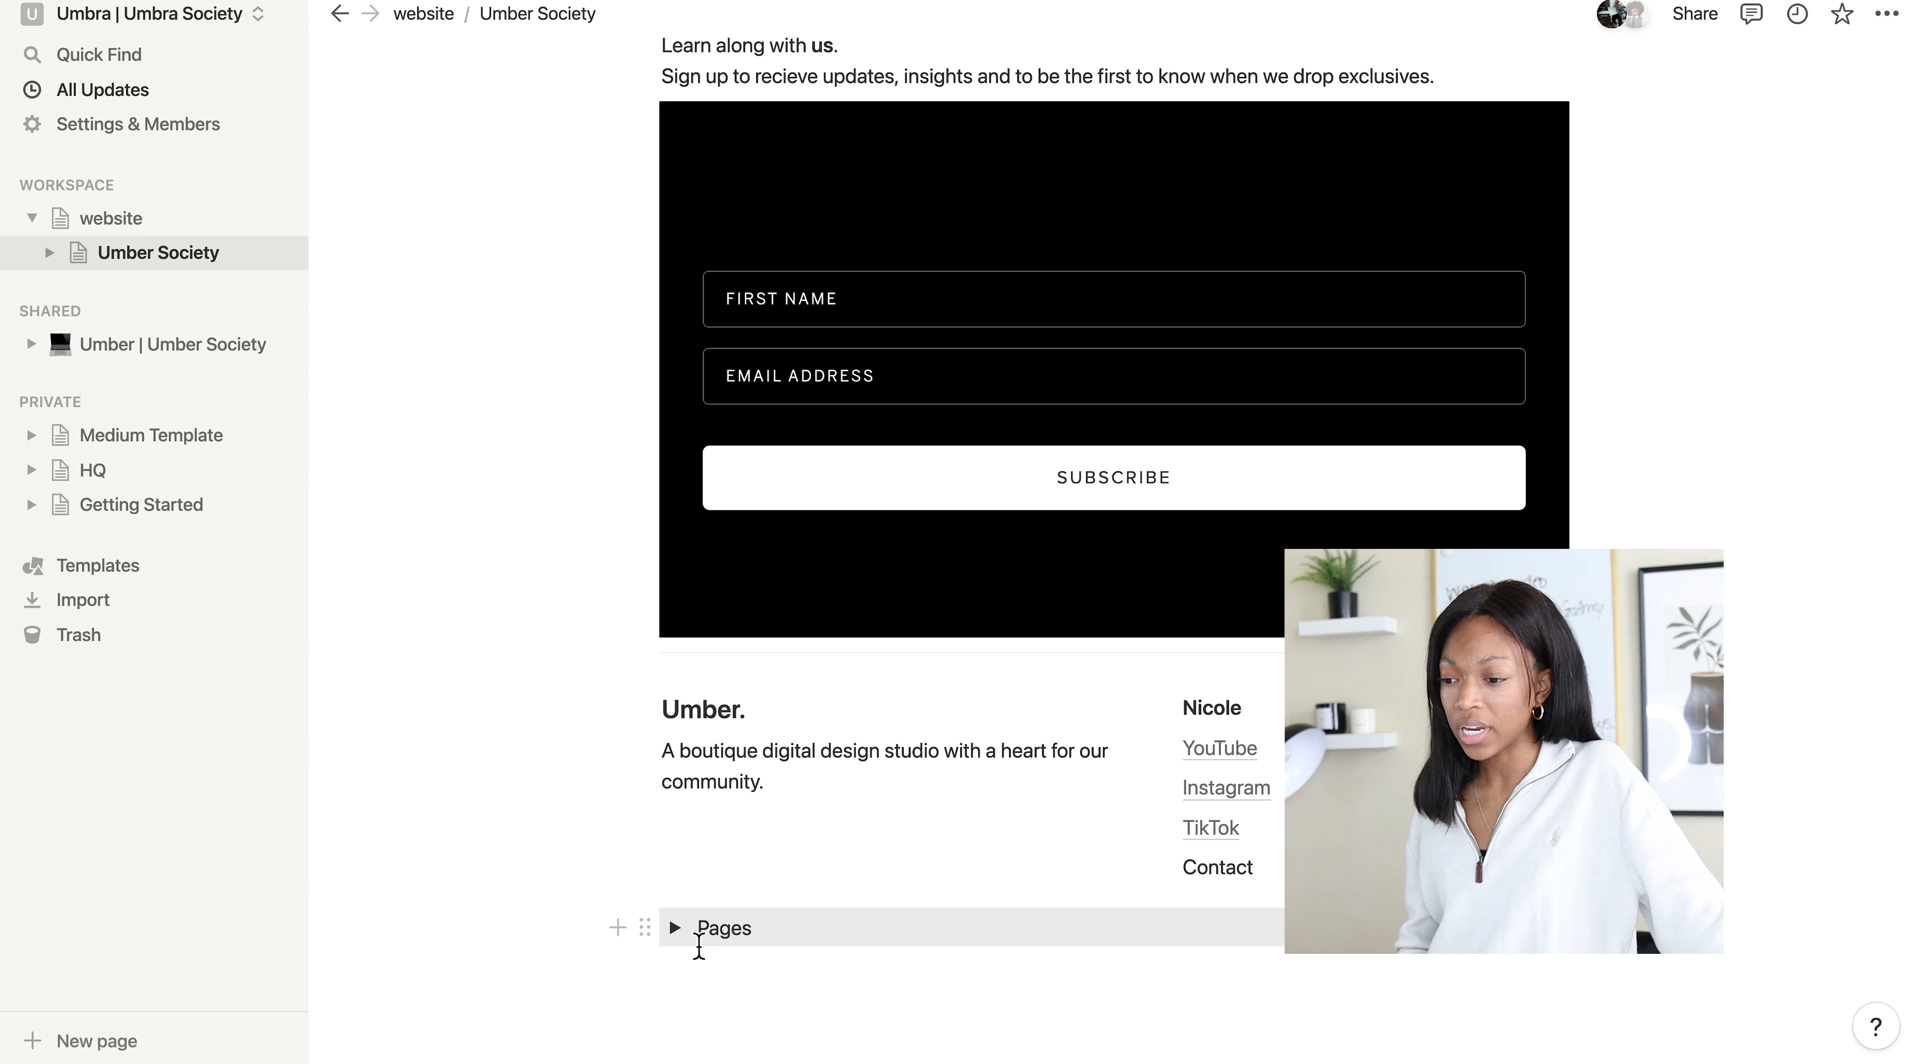 U Umbra | Umbra Society
Quick Find
All Updates
Settings & Members
WORKSPACE
website
Umber Society
SHARED
Umber | Umber Society
PRIVATE
Medium Template
HQ
Getting Started
Templates
Import
Trash
New page
website / Umber Society
Share
Learn along with us.
Sign up to recieve updates, insights and to be the first to know when we drop exclusives.
FIRST NAME
EMAIL ADDRESS
SUBSCRIBE
Umber.
A boutique digital design studio with a heart for our
community.
Nicole
YouTube
Instagram
TikTok
Contact
Pages
?